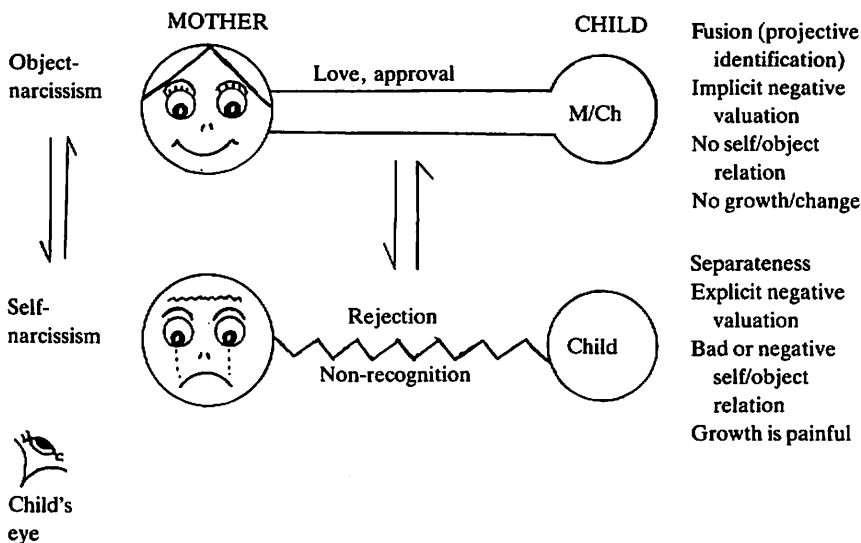 MOTHER
CHILD
Object-
narcissism
Love, approval
M/Ch
Fusion (projective
identification)
Implicit negative
valuation
No self/object
relation
No growth/change
Self-
narcissism
Rejection
Non-recognition
Child
Separateness
Explicit negative
valuation
Bad or negative
self/object
relation
Growth is painful
Child's
eye